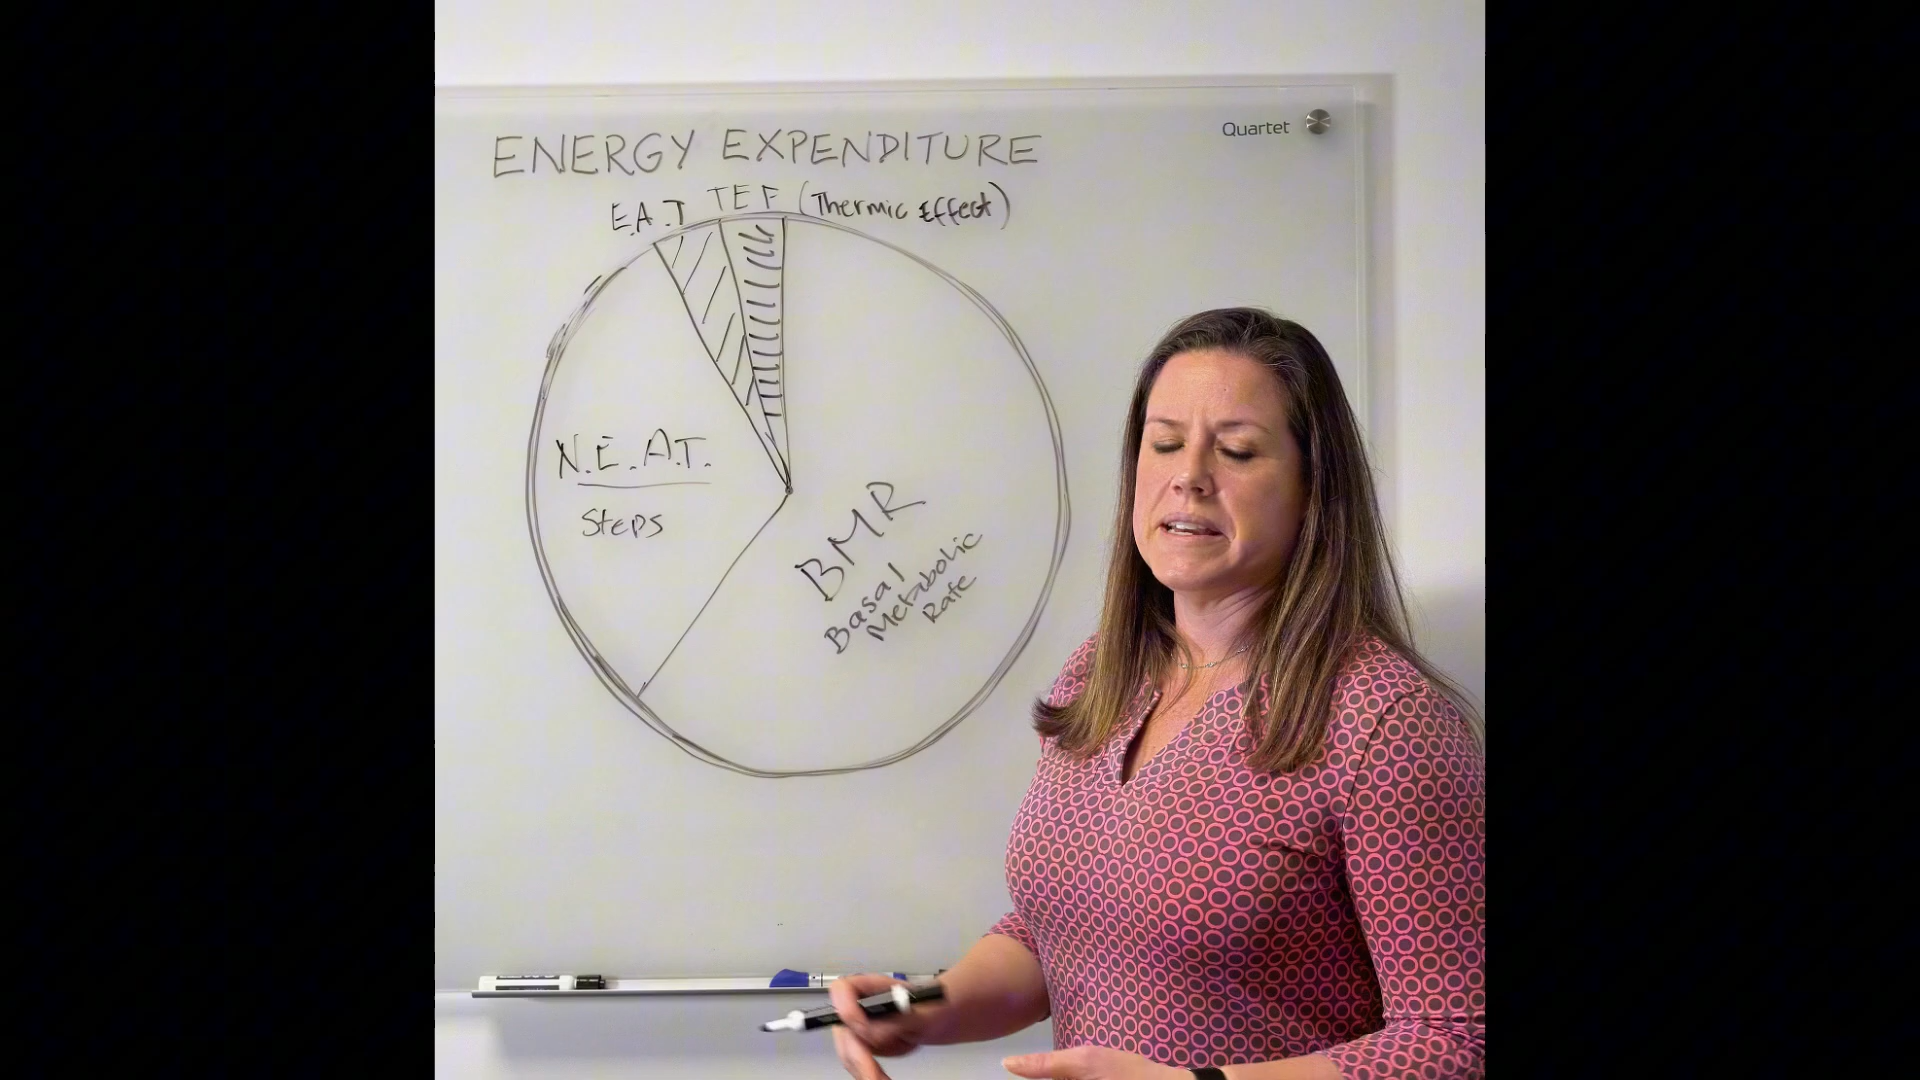 Quartet
ENERGY EXPENDITURE
E.A.T TEF (Thermic Effect)
N.E.A.T.
Steps
BMR
Basal
Metabolic
Rate